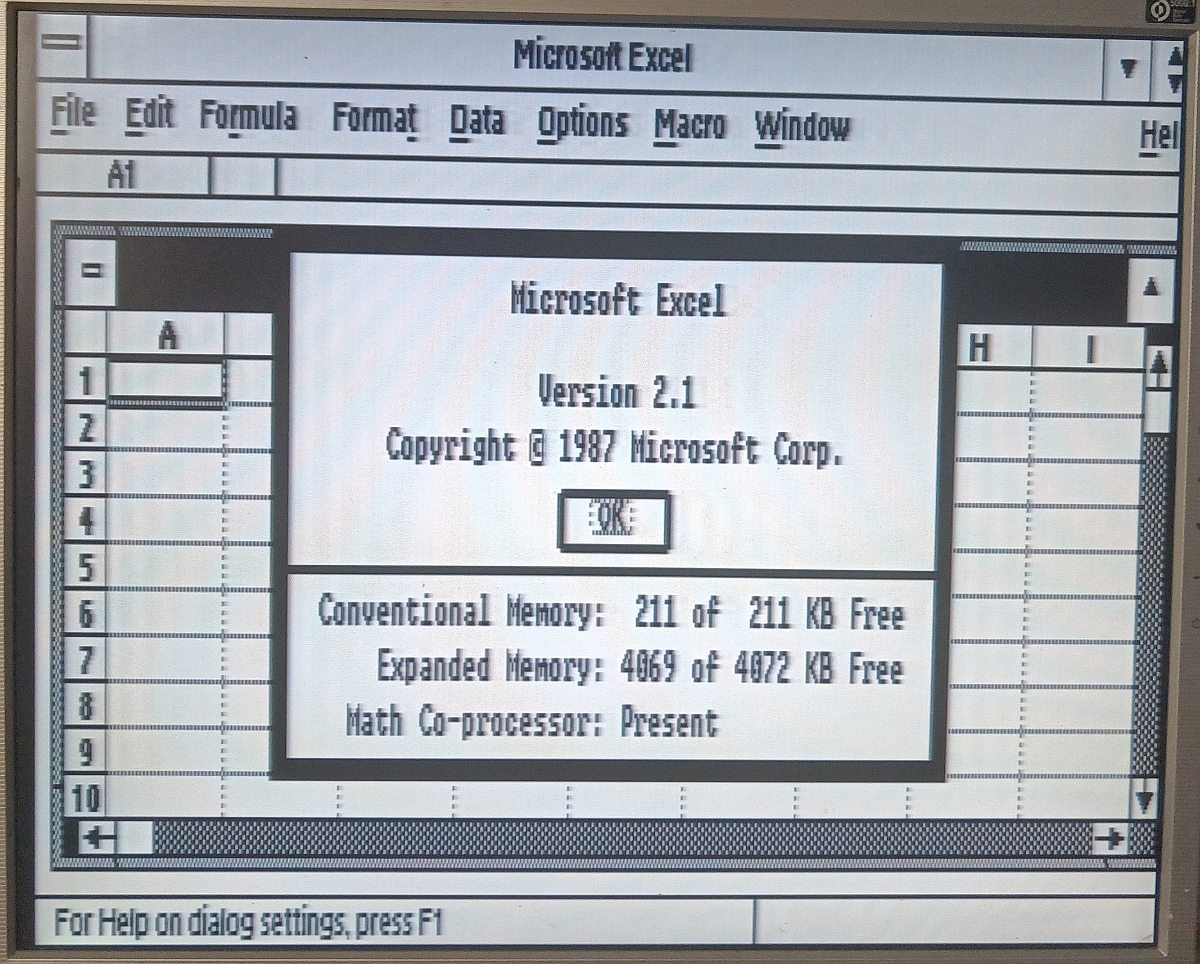 Microsoft Excel
File Edit Formula Format Data Options Macro Window Hel
A1
Microsoft Excel
Version 2.1
Copyright © 1987 Microsoft Corp.
OK
Conventional Memory: 211 of 211 KB Free
Expanded Memory: 4069 of 4072 KB Free
Math Co-processor: Present
A H I
1
2
3
4
5
6
7
8
9
10
For Help on dialog settings, press F1